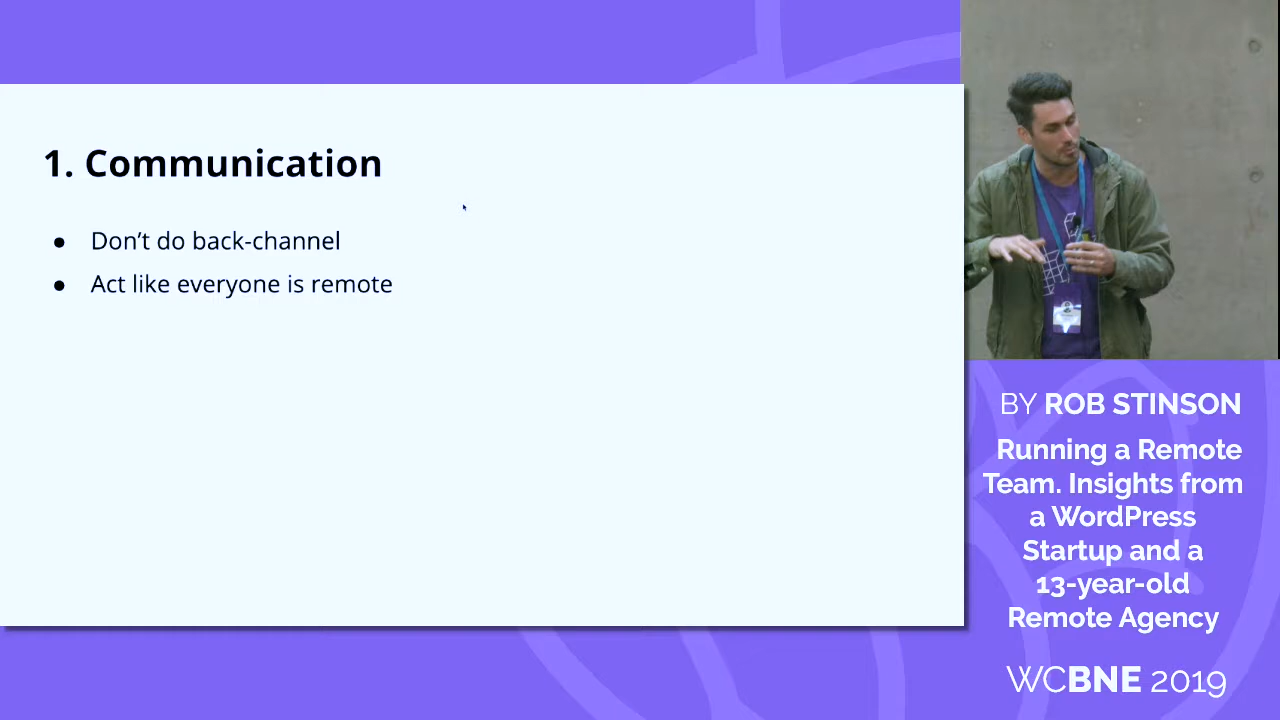 1. Communication
● Don’t do back-channel
● Act like everyone is remote
BY ROB STINSON
Running a Remote
Team. Insights from
a WordPress
Startup and a
13-year-old
Remote Agency
WCBNE 2019